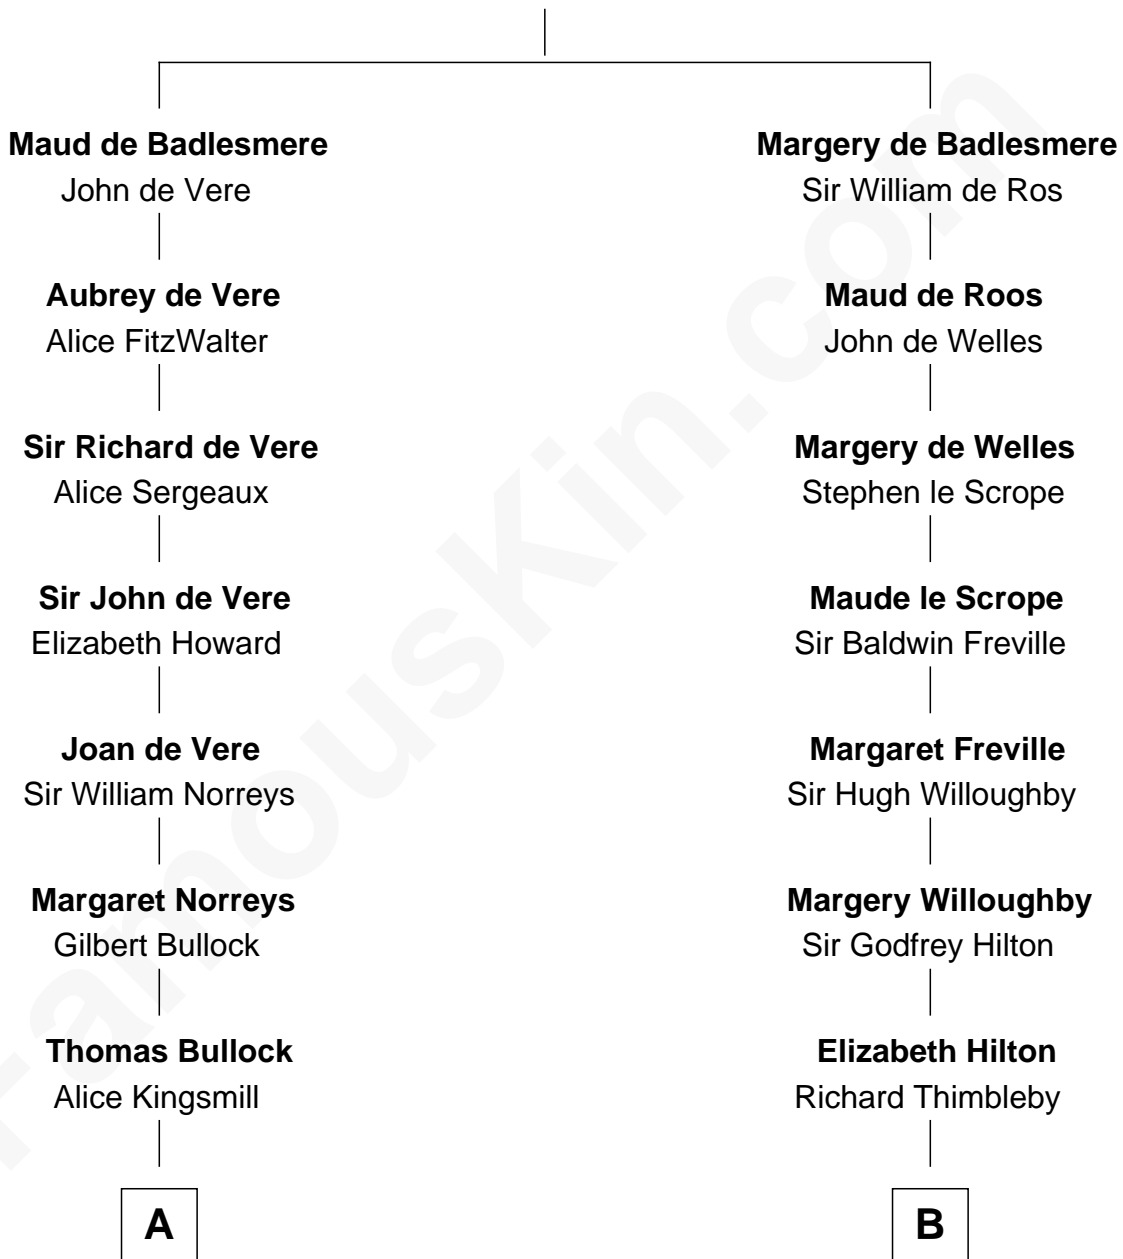 Maud de Badlesmere
John de Vere
Margery de Badlesmere
Sir William de Ros
Aubrey de Vere
Alice FitzWalter
Maud de Roos
John de Welles
Sir Richard de Vere
Alice Sergeaux
Margery de Welles
Stephen le Scrope
Sir John de Vere
Elizabeth Howard
Maude le Scrope
Sir Baldwin Freville
Joan de Vere
Sir William Norreys
Margaret Freville
Sir Hugh Willoughby
Margaret Norreys
Gilbert Bullock
Margery Willoughby
Sir Godfrey Hilton
Thomas Bullock
Alice Kingsmill
Elizabeth Hilton
Richard Thimbleby
A
B
FamousKin.com